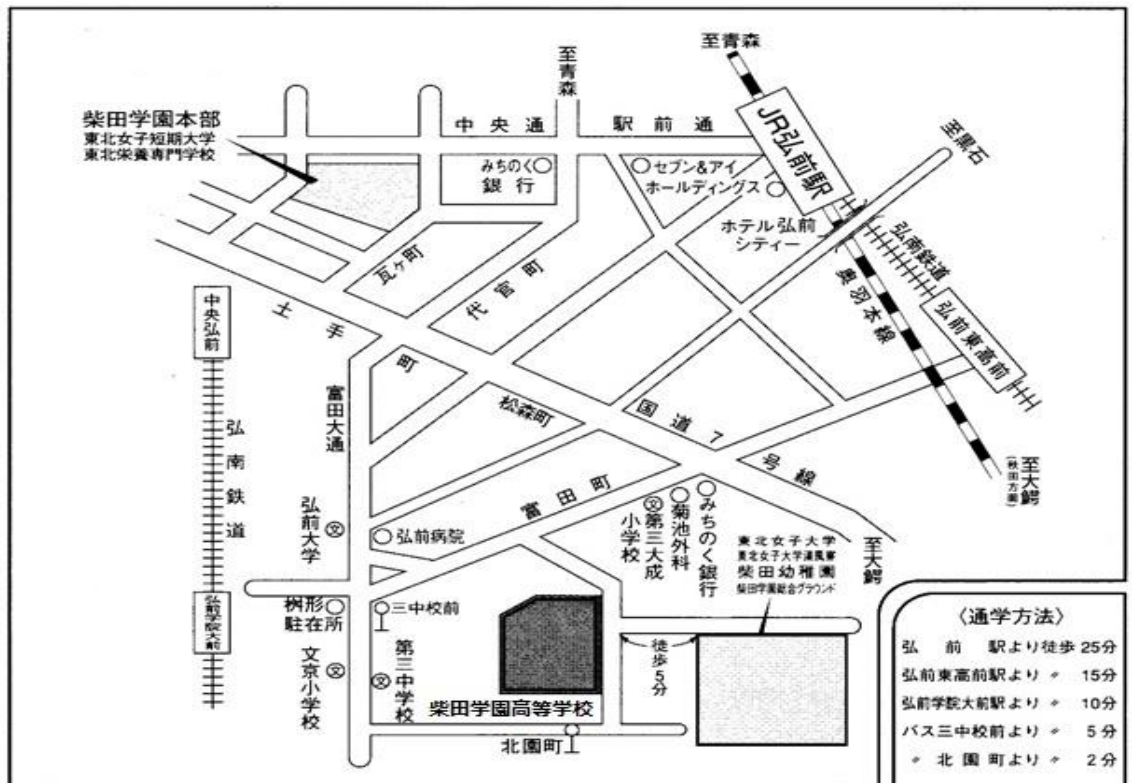 至青森
至青森
柴田学園本部
東北女子短期大学
東北栄養専門学校
中央通
駅前通
JR弘前駅
至黒石
みちのく
銀行
セブン&アイ
ホールディングス
ホテル弘前
シティー
弘南鉄道
奥羽本線
弘前東高前
瓦ヶ町
代官町
土手町
中央弘前
富田大通
松森町
国道7号線
至大鰐
(秋田方面)
弘南鉄道
富田町
弘前大学
文
弘前病院
文第三大成
小学校
菊池外科
みちのく銀行
東北女子大学
東北女子大学清風寮
柴田幼稚園
柴田学園総合グラウンド
至大鰐
弘前学院大前
桝形
駐在所
三中校前
文京小学校
文
第三中学校
文
徒歩5分
柴田学園高等学校
北園町
〈通学方法〉
弘前駅より徒歩25分
弘前東高前駅より〃15分
弘前学院大前駅より〃10分
バス三中校前より〃5分
〃北園町より〃2分